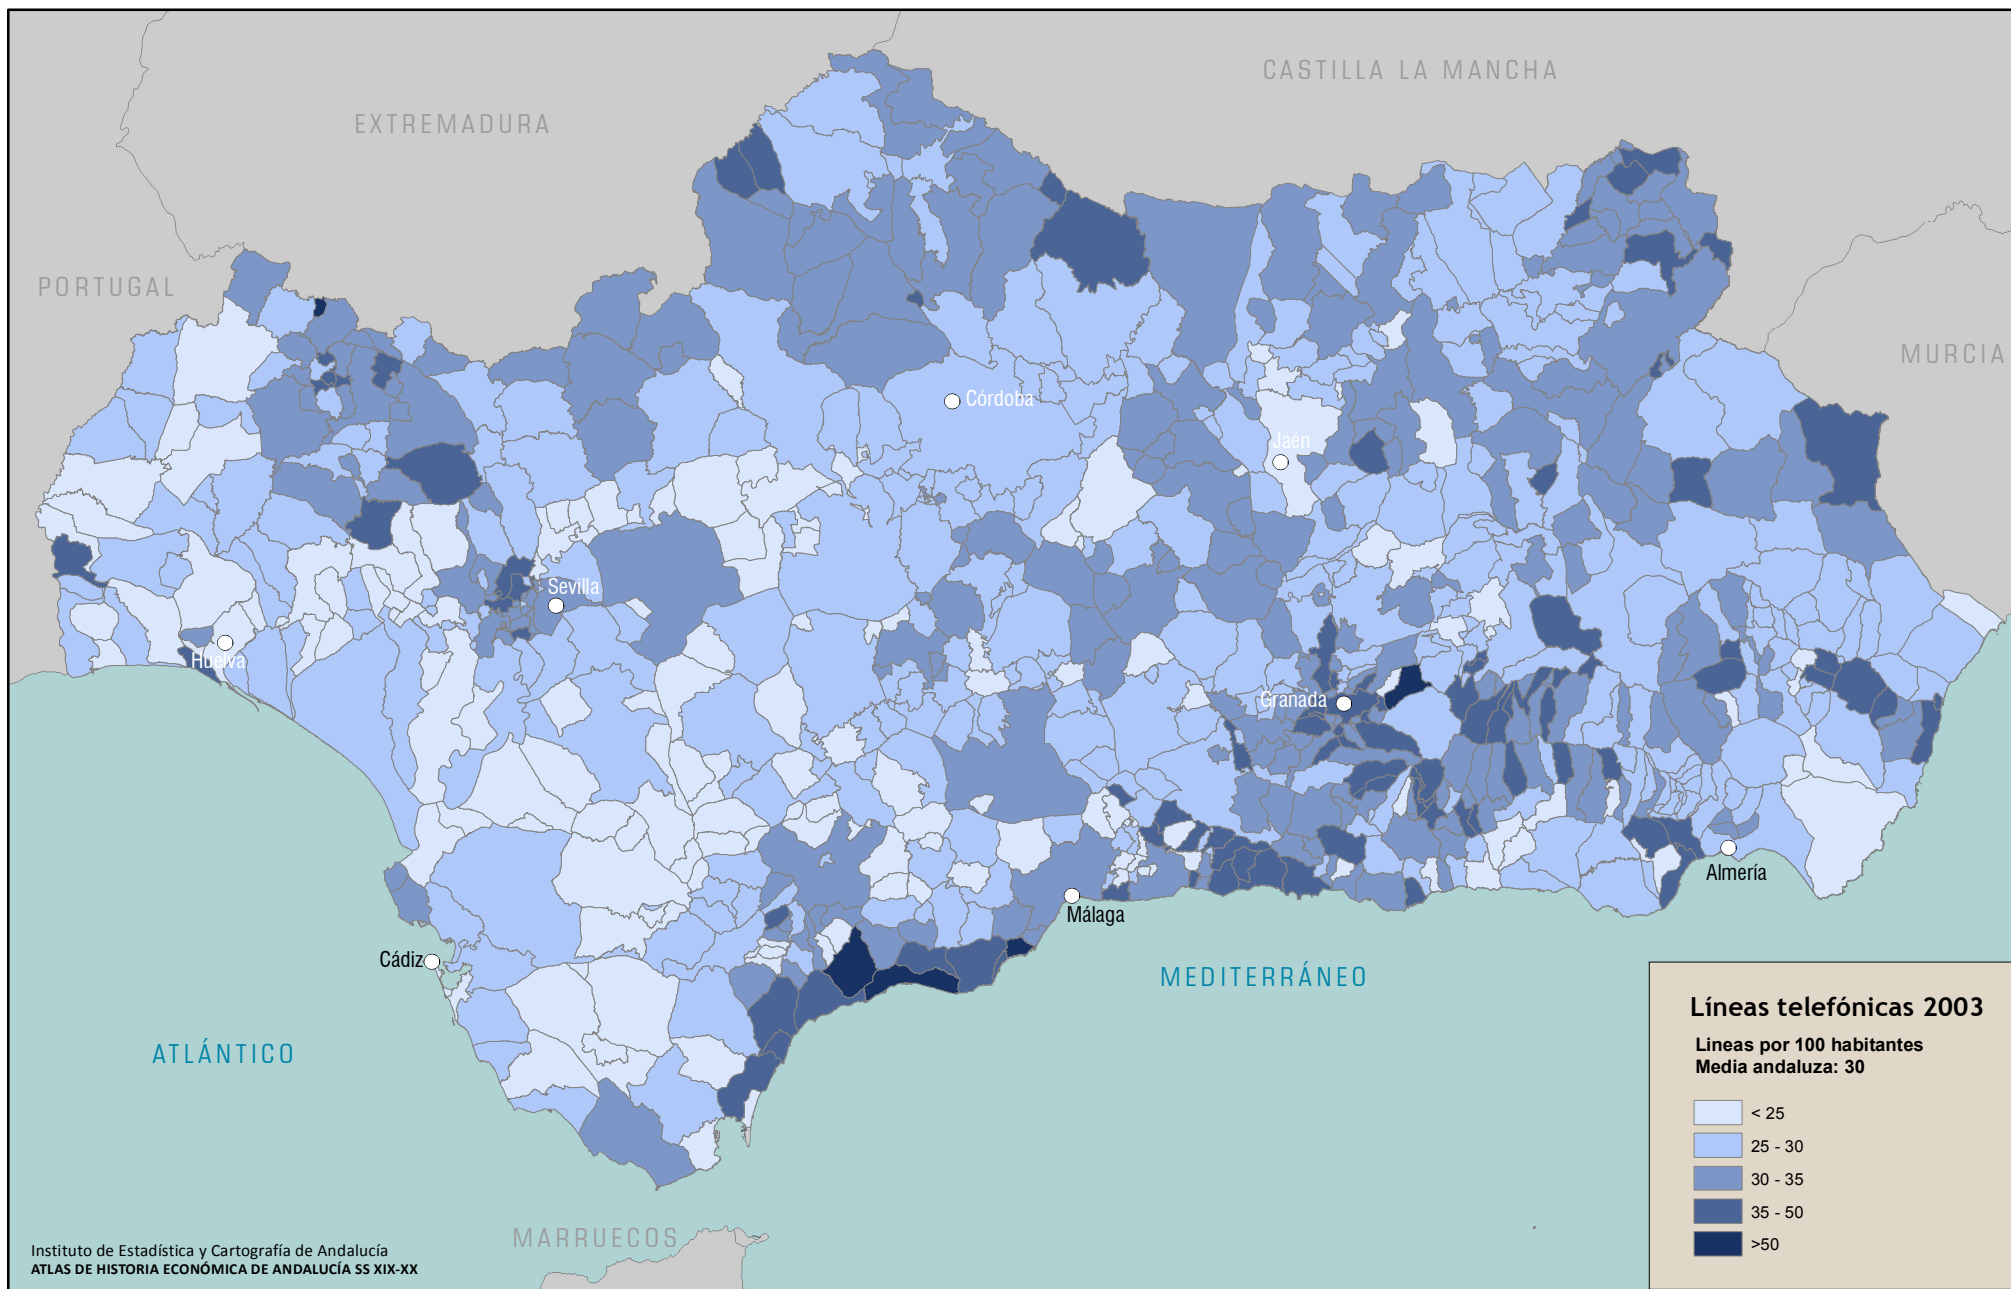 CASTILLA LA MANCHA
EXTREMADURA
PORTUGAL
MURCIA
Córdoba
Jaén
Sevilla
Huelva
Granada
Almería
Málaga
Cádiz
MEDITERRÁNEO
ATLÁNTICO
MARRUECOS
Líneas telefónicas 2003
Lineas por 100 habitantes
Media andaluza: 30
< 25
25 - 30
30 - 35
35 - 50
>50
Instituto de Estadística y Cartografía de Andalucía
ATLAS DE HISTORIA ECONÓMICA DE ANDALUCÍA SS XIX-XX